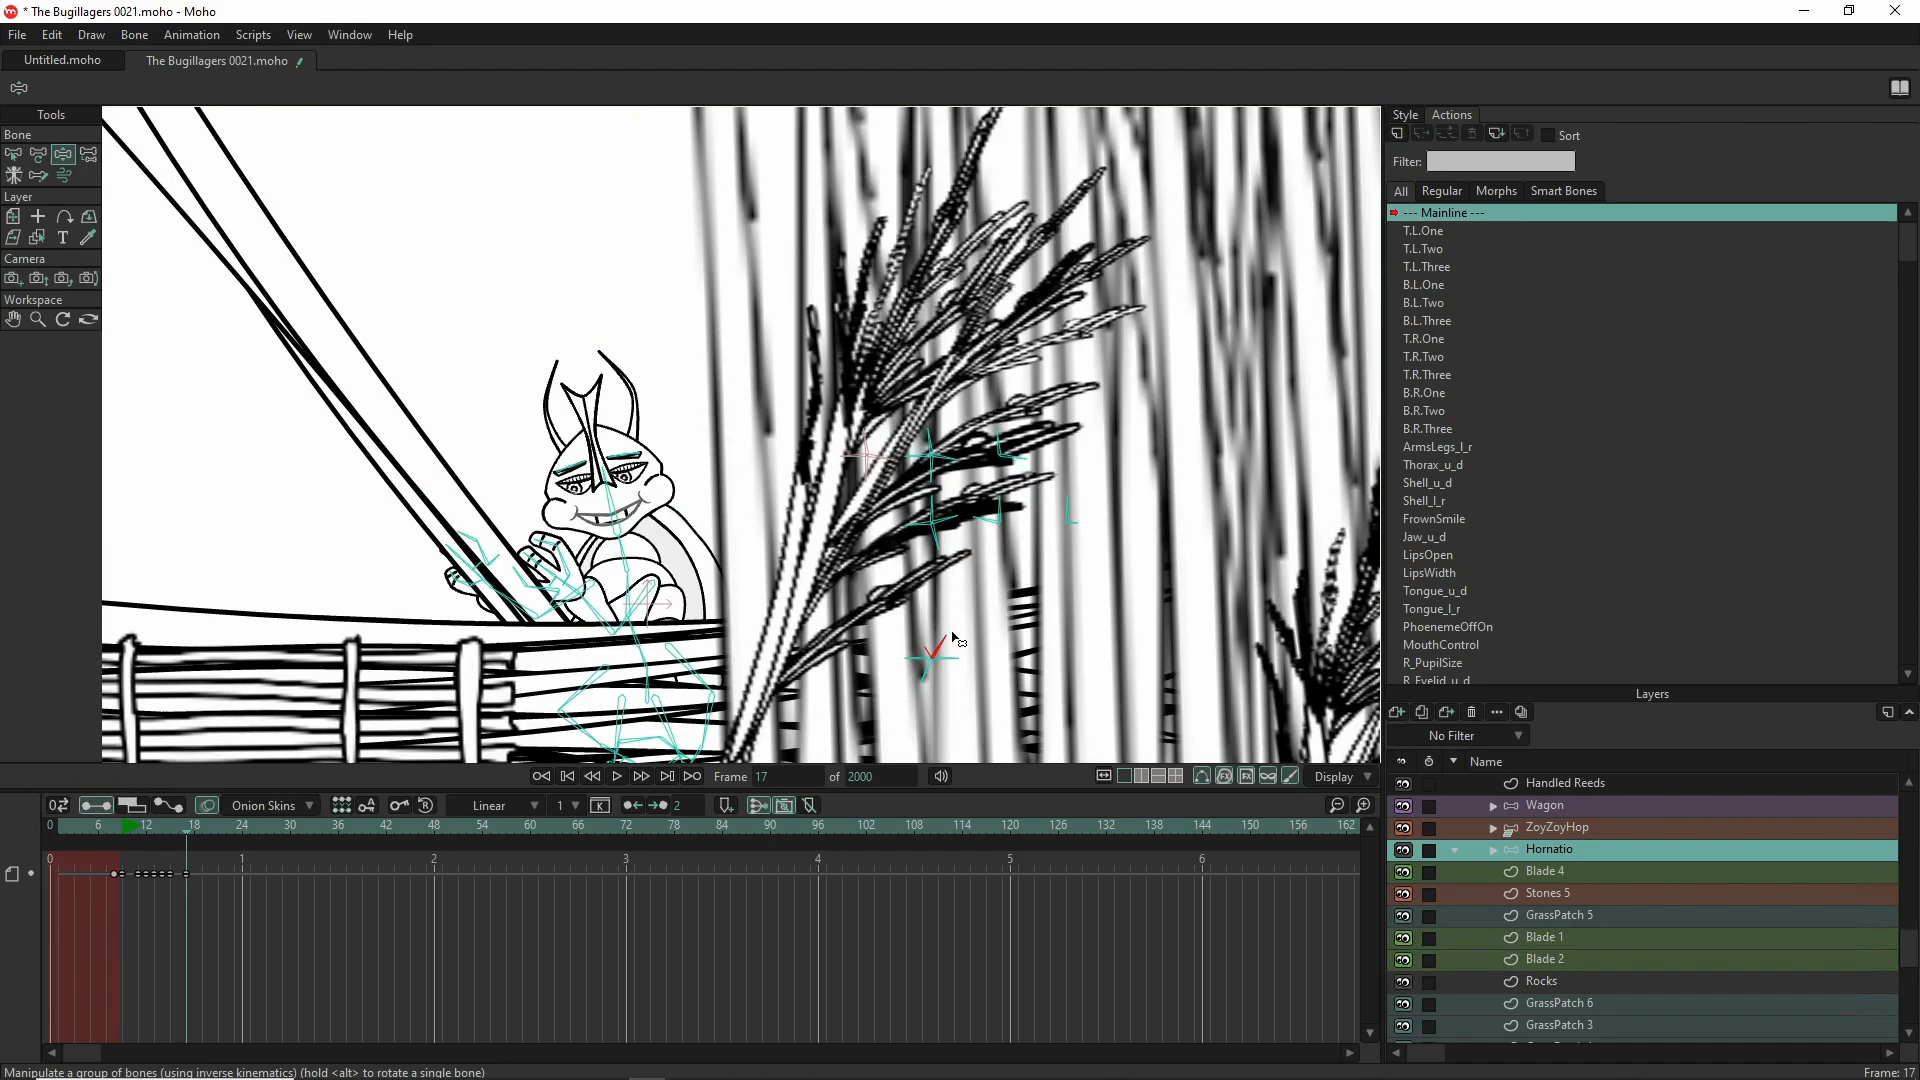 * The Bugillagers 0021.moho - Moho
File Edit Draw Bone Animation Scripts View Window Help
Untitled.moho
The Bugillagers 0021.moho
Tools
Bone
Layer
Camera
Workspace
Style Actions
Sort
Filter:
All Regular Morphs Smart Bones
--- Mainline ---
T.L.One
T.L.Two
T.L.Three
B.L.One
B.L.Two
B.L.Three
T.R.One
T.R.Two
T.R.Three
B.R.One
B.R.Two
B.R.Three
ArmsLegs_l_r
Thorax_u_d
Shell_u_d
Shell_l_r
FrownSmile
Jaw_u_d
LipsOpen
LipsWidth
Tongue_u_d
Tongue_l_r
PhoenemeOffOn
MouthControl
R_PupilSize
R_Eyelid_u_d
Layers
No Filter
Name
Handled Reeds
Wagon
ZoyZoyHop
Hornatio
Blade 4
Stones 5
GrassPatch 5
Blade 1
Blade 2
Rocks
GrassPatch 6
GrassPatch 3
Frame 17 of 2000
Display
Onion Skins
Linear
1
2
0 6 12 18 24 30 36 42 48 54 60 66 72 78 84 90 96 102 108 114 120 126 132 138 144 150 156 162
0 1 2 3 4 5 6
Manipulate a group of bones (using inverse kinematics) (hold <alt> to rotate a single bone)
Frame: 17